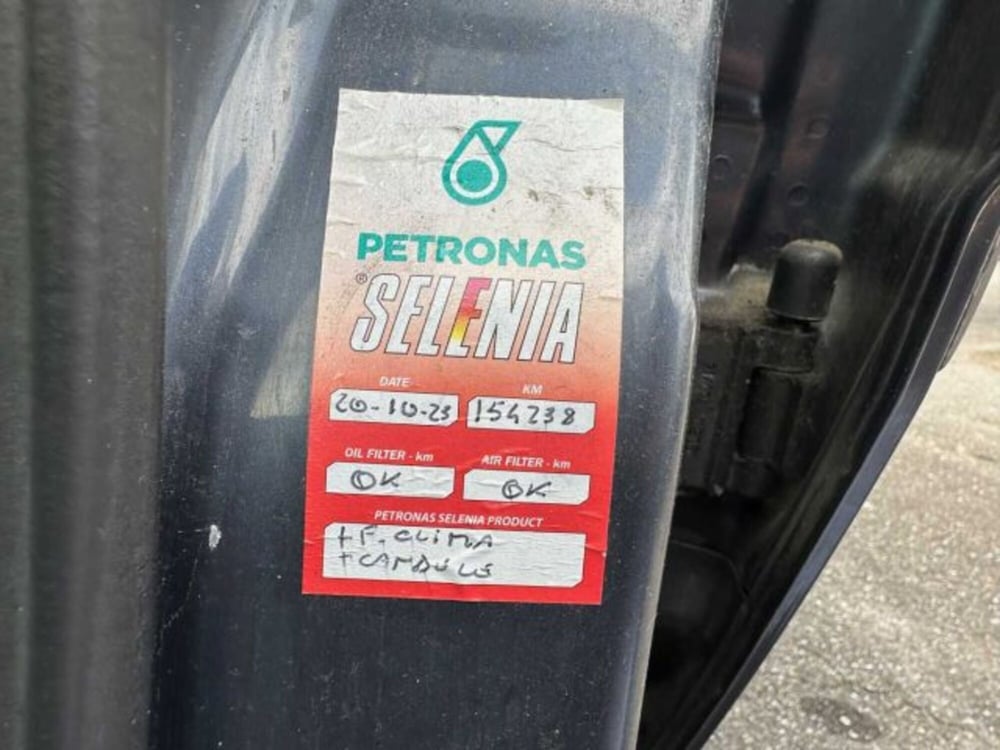 PETRONAS
® SELENIA
DATE KM
20-10-23 154238
OIL FILTER - km AIR FILTER - km
OK OK
PETRONAS SELENIA PRODUCT
+ F. CLIMA
+ CANDELE